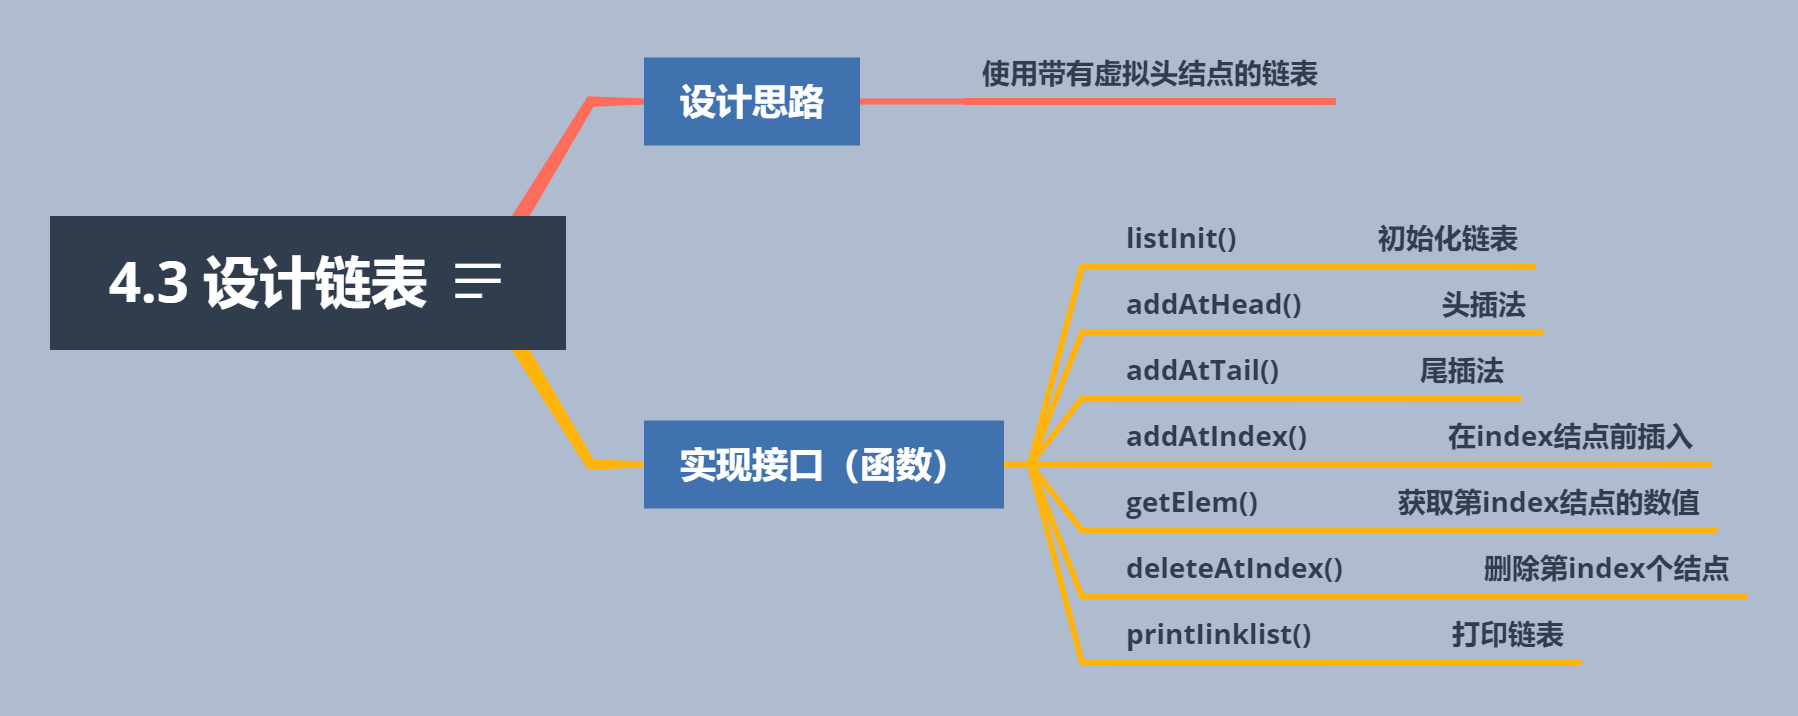 设计思路
使用带有虚拟头结点的链表
4.3 设计链表
实现接口（函数）
listInit() 初始化链表
addAtHead() 头插法
addAtTail() 尾插法
addAtIndex() 在index结点前插入
getElem() 获取第index结点的数值
deleteAtIndex() 删除第index个结点
printlinklist() 打印链表